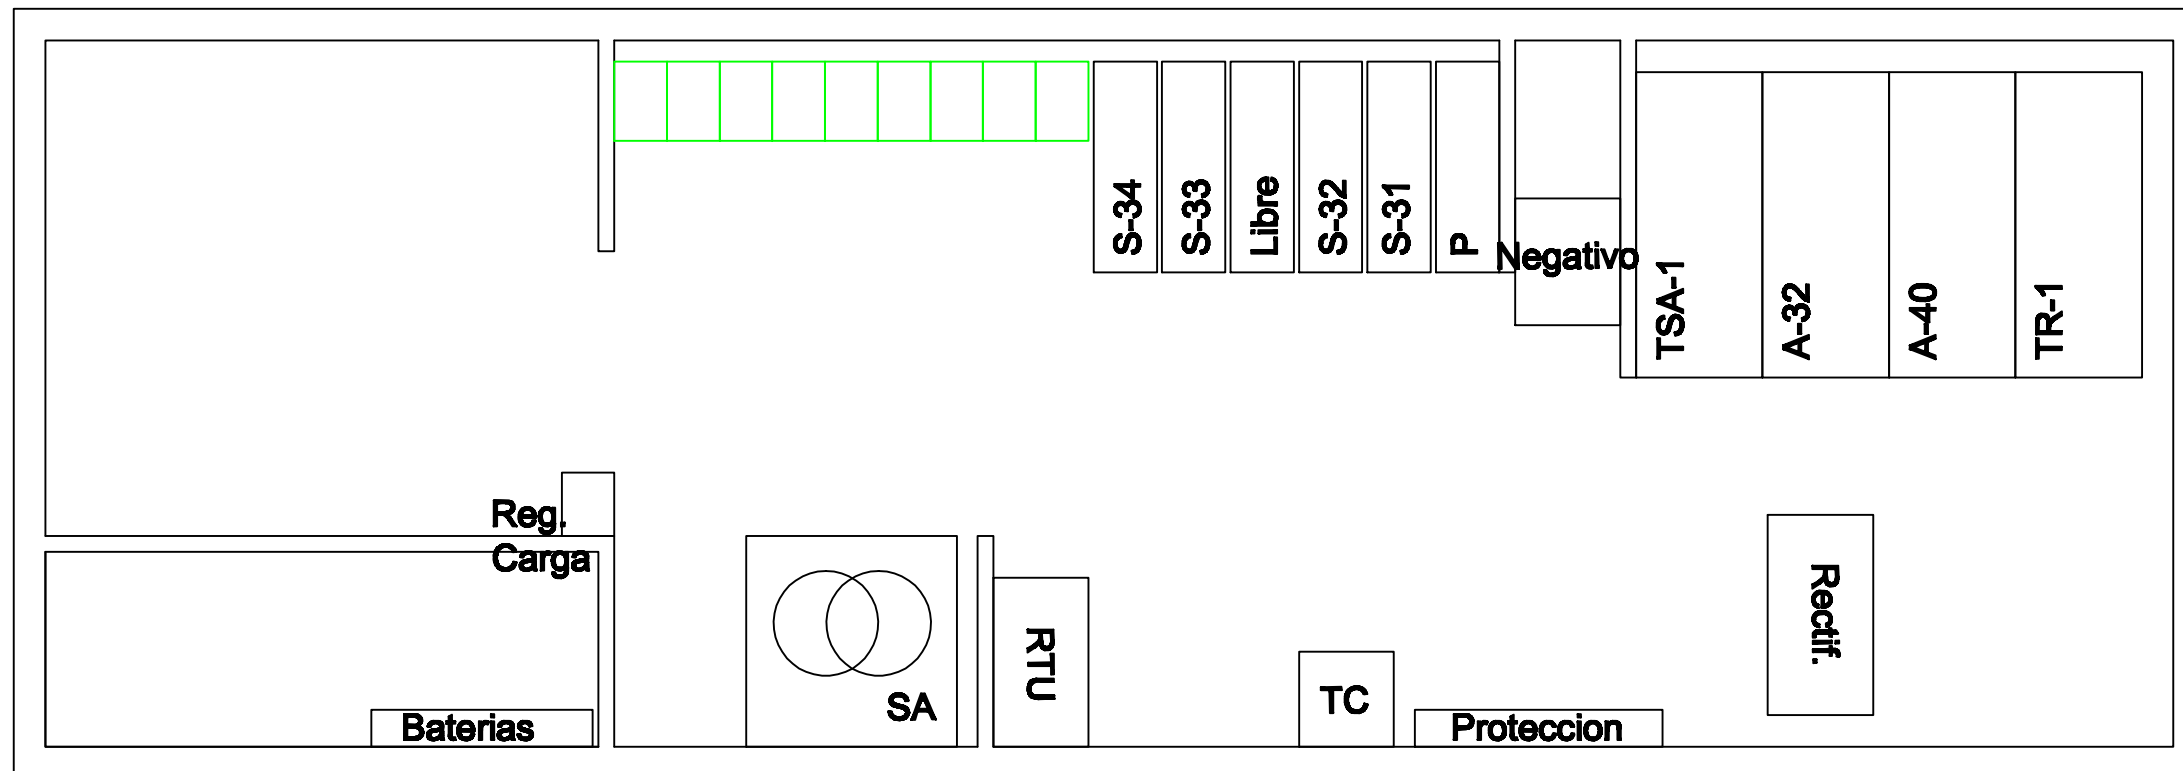 S-34
S-33
Libre
S-32
S-31
P
Negativo
TSA-1
A-32
A-40
TR-1
Reg.
Carga
Baterias
SA
RTU
TC
Proteccion
Rectif.